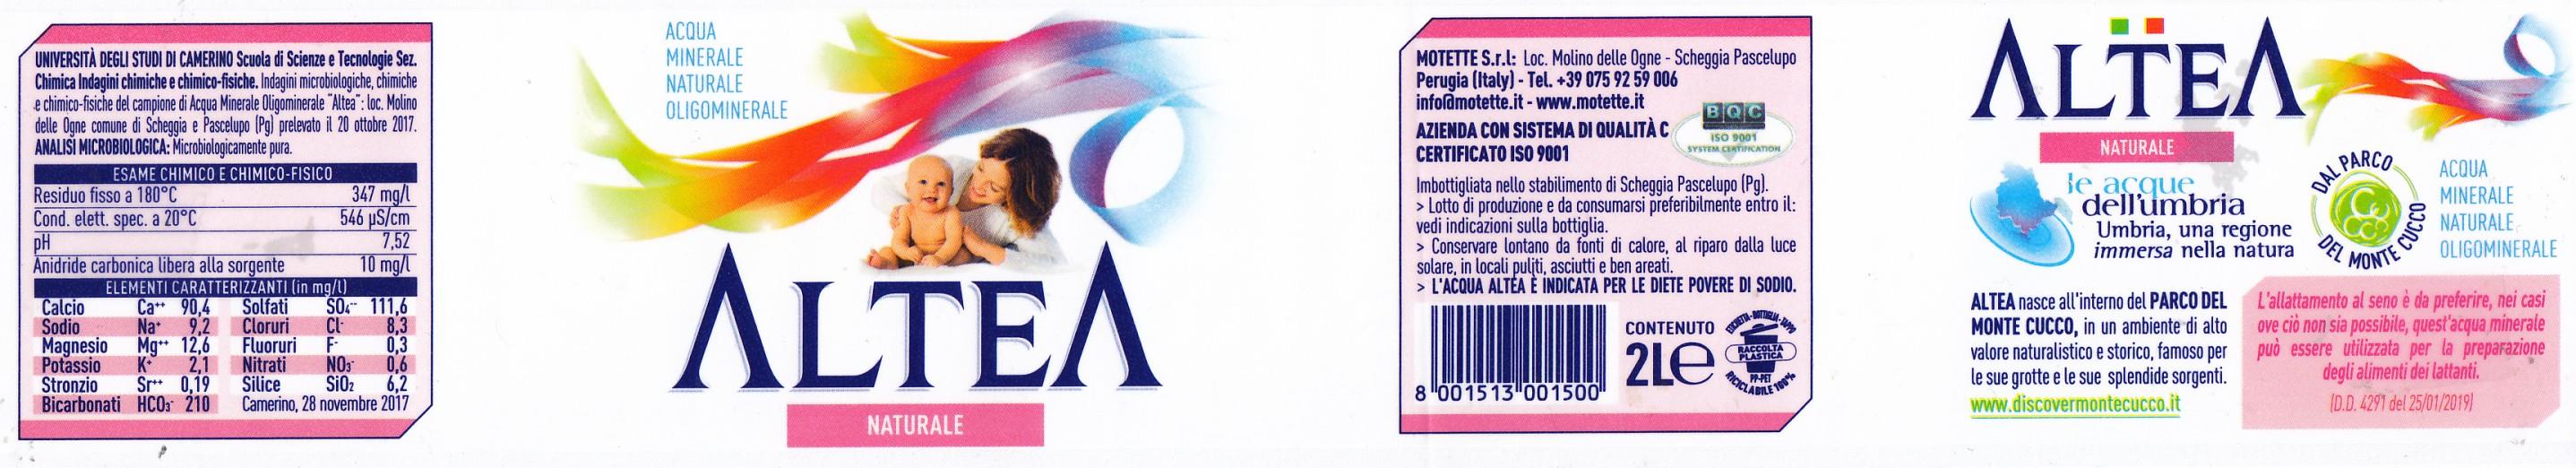 UNIVERSITÀ DEGLI STUDI DI CAMERINO Scuola di Scienze e Tecnologie Sez.
Chimica Indagini chimiche e chimico-fisiche. Indagini microbiologiche, chimiche
e chimico-fisiche del campione di Acqua Minerale Oligominerale "Altea": loc. Molino
delle Ogne comune di Scheggia e Pascelupo (Pg) prelevato il 20 ottobre 2017.
ANALISI MICROBIOLOGICA: Microbiologicamente pura.
ESAME CHIMICO E CHIMICO-FISICO
Residuo fisso a 180°C 347 mg/l
Cond. elett. spec. a 20°C 546 µS/cm
pH 7,52
Anidride carbonica libera alla sorgente 10 mg/l
ELEMENTI CARATTERIZZANTI (in mg/l)
Calcio Ca⁺⁺ 90,4 Solfati SO₄⁻⁻ 111,6
Sodio Na⁺ 9,2 Cloruri Cl⁻ 8,3
Magnesio Mg⁺⁺ 12,6 Fluoruri F⁻ 0,3
Potassio K⁺ 2,1 Nitrati NO₃⁻ 0,6
Stronzio Sr⁺⁺ 0,19 Silice SiO₂ 6,2
Bicarbonati HCO₃⁻ 210 Camerino, 28 novembre 2017
ACQUA
MINERALE
NATURALE
OLIGOMINERALE
ALTEA
NATURALE
MOTETTE S.r.l: Loc. Molino delle Ogne - Scheggia Pascelupo
Perugia (Italy) - Tel. +39 075 92 59 006
info@motette.it - www.motette.it
AZIENDA CON SISTEMA DI QUALITÀ C
CERTIFICATO ISO 9001
BQC
ISO 9001
SYSTEM CERTIFICATION
Imbottigliata nello stabilimento di Scheggia Pascelupo (Pg).
> Lotto di produzione e da consumarsi preferibilmente entro il:
vedi indicazioni sulla bottiglia.
> Conservare lontano da fonti di calore, al riparo dalla luce
solare, in locali puliti, asciutti e ben areati.
> L'ACQUA ALTEA È INDICATA PER LE DIETE POVERE DI SODIO.
8 001513 001500
CONTENUTO
2L e
ETICHETTA-BOTTIGLIA-TAPPO
RACCOLTA
PLASTICA
PP-PET
RICICLABILE 100%
ALTEA
NATURALE
le acque
dell'umbria
Umbria, una regione
immersa nella natura
DAL PARCO
DEL MONTE CUCCO
CU
CCO
ACQUA
MINERALE
NATURALE
OLIGOMINERALE
ALTEA nasce all'interno del PARCO DEL
MONTE CUCCO, in un ambiente di alto
valore naturalistico e storico, famoso per
le sue grotte e le sue splendide sorgenti.
www.discovermontecucco.it
L'allattamento al seno è da preferire, nei casi
ove ciò non sia possibile, quest'acqua minerale
può essere utilizzata per la preparazione
degli alimenti dei lattanti.
(D.D. 4291 del 25/01/2019)